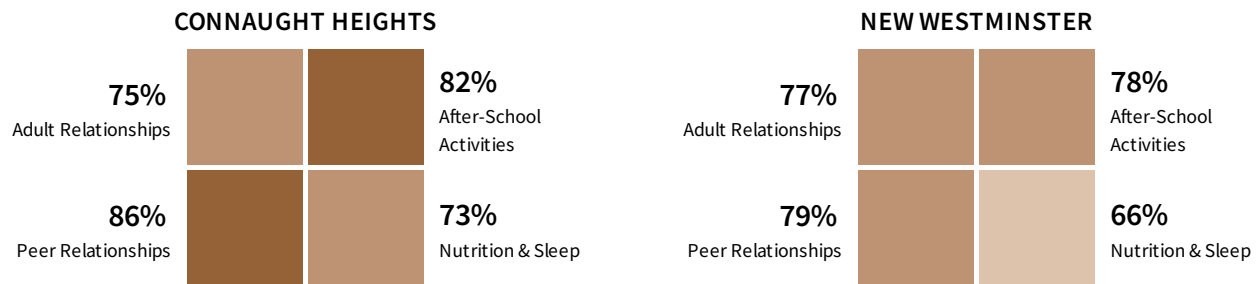 CONNAUGHT HEIGHTS
75%
Adult Relationships
82%
After-School
Activities
86%
Peer Relationships
73%
Nutrition & Sleep
NEW WESTMINSTER
77%
Adult Relationships
78%
After-School
Activities
79%
Peer Relationships
66%
Nutrition & Sleep